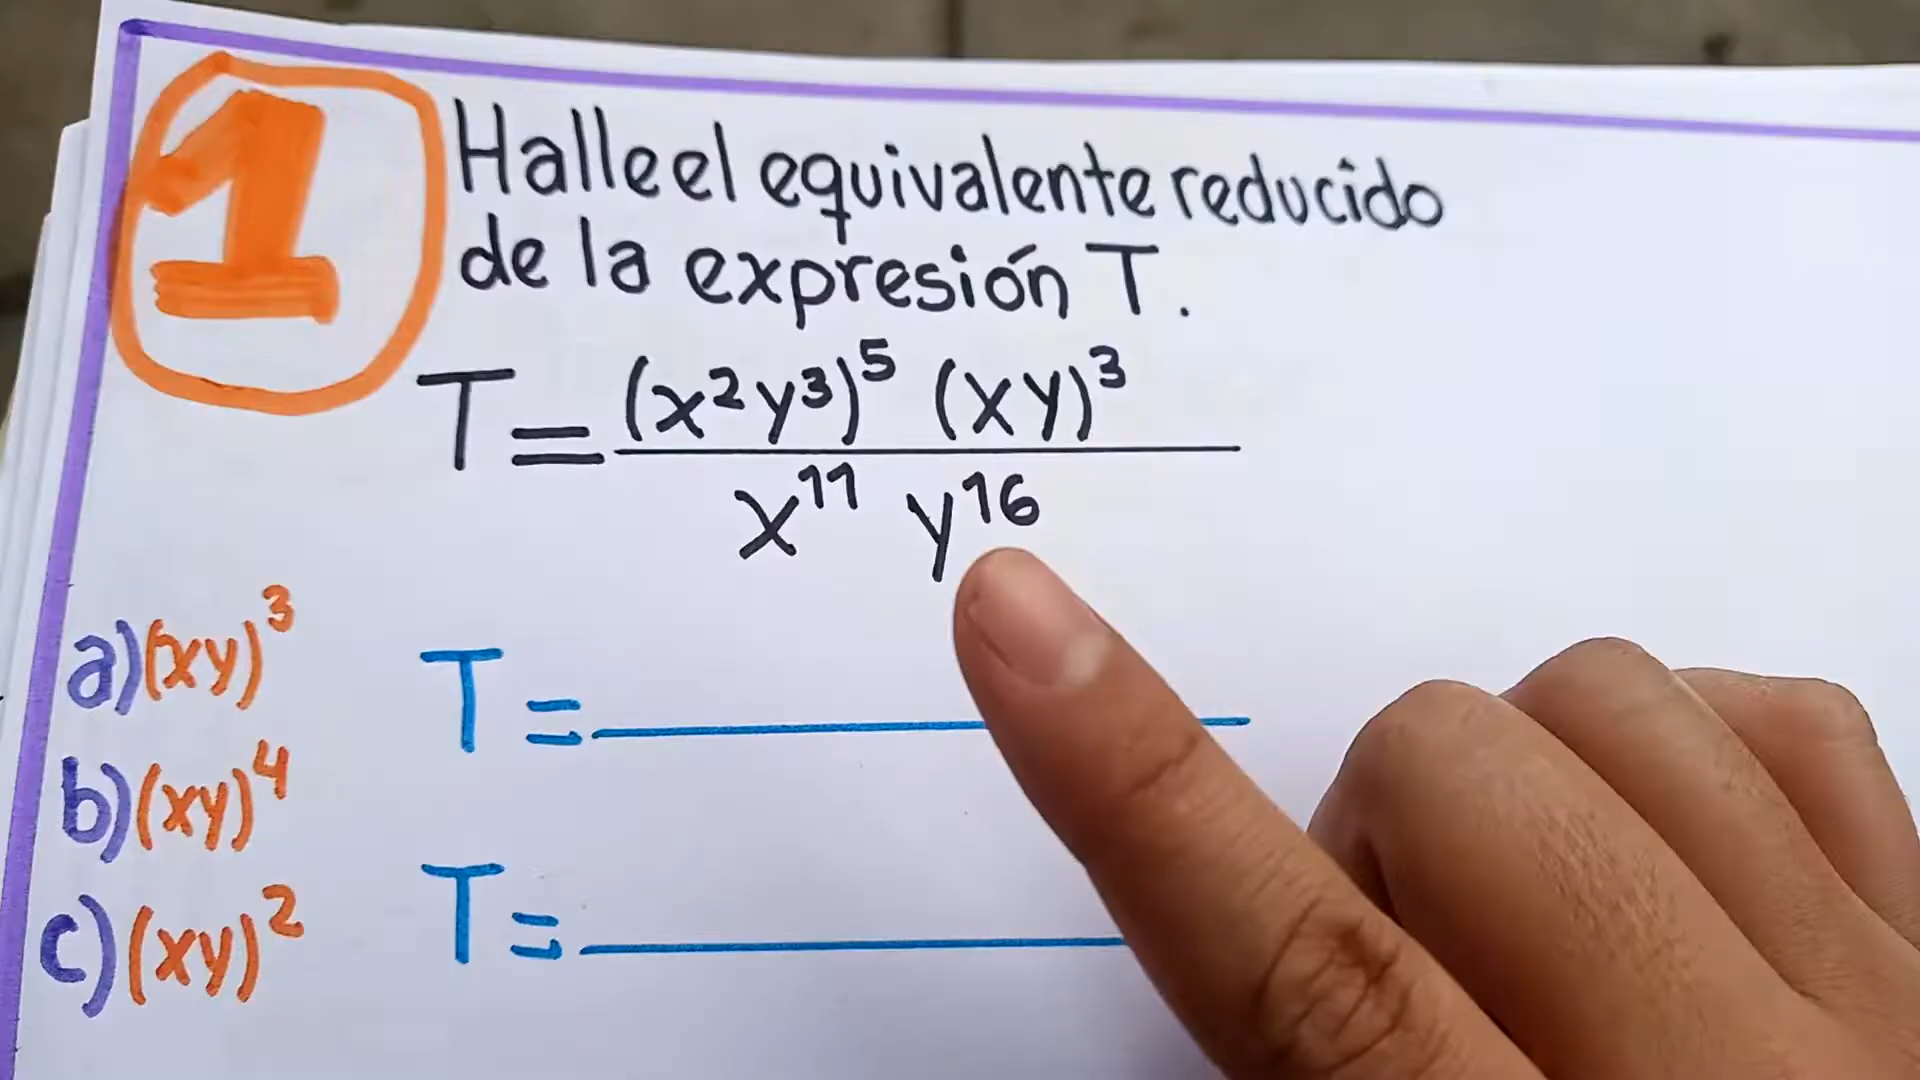 1
Halle el equivalente reducido
de la expresión T.
T = (x²y³)⁵ (xy)³
x¹¹ y¹⁶
a) (xy)³
T =
b) (xy)⁴
c) (xy)²
T =